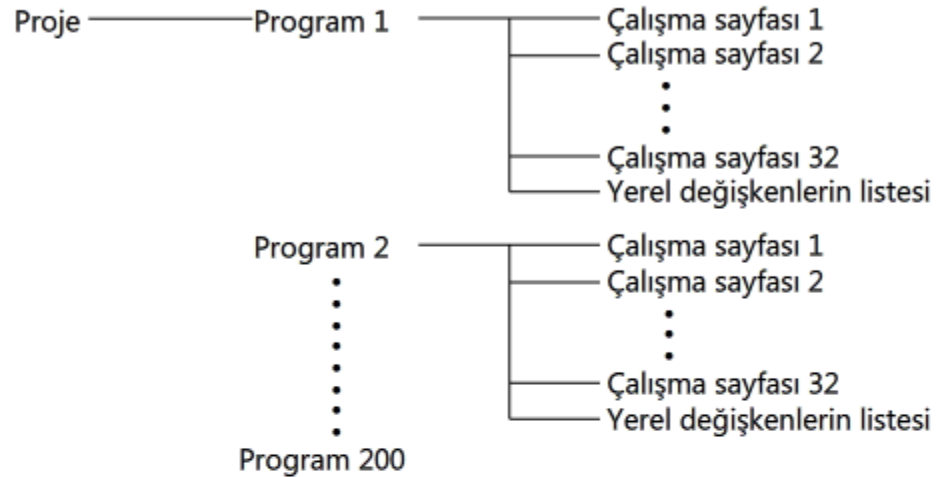 Proje Program 1 Çalışma sayfası 1
Çalışma sayfası 2
Çalışma sayfası 32
Yerel değişkenlerin listesi
Program 2 Çalışma sayfası 1
Çalışma sayfası 2
Çalışma sayfası 32
Yerel değişkenlerin listesi
Program 200